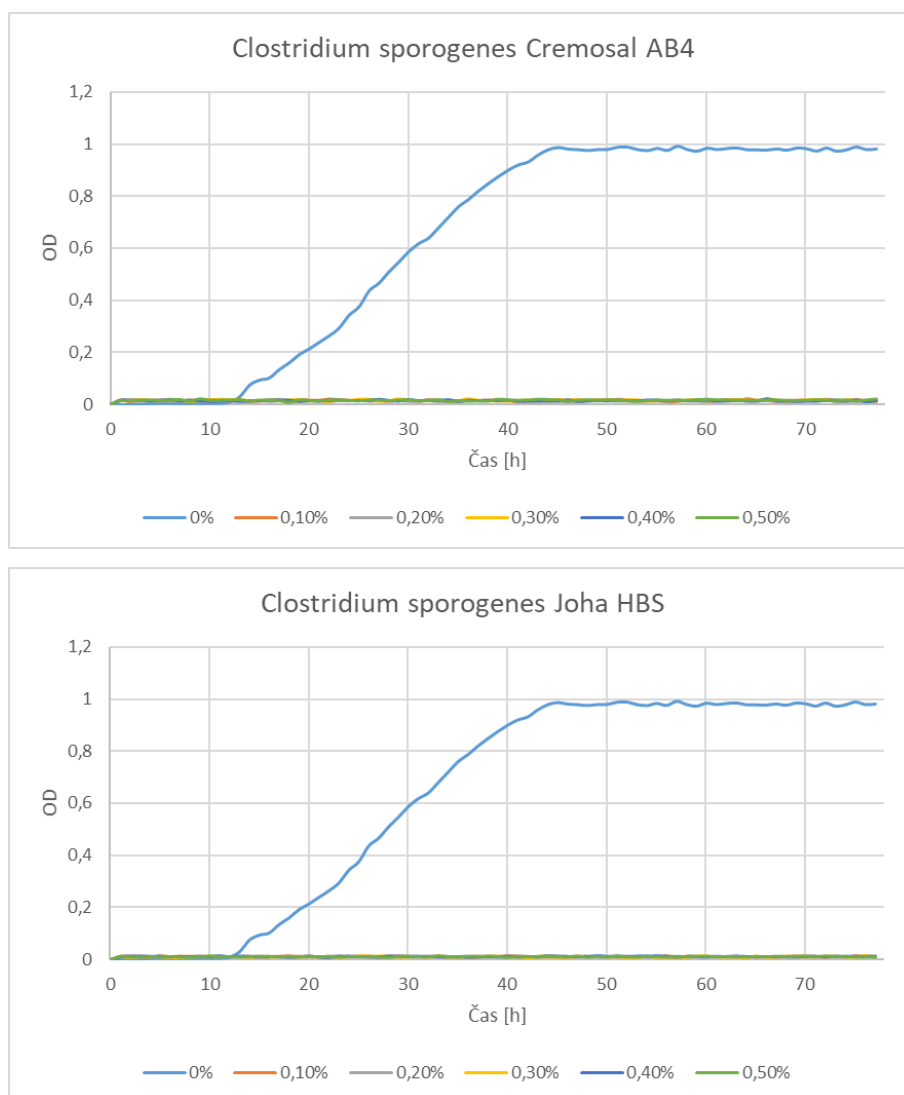 Clostridium sporogenes Cremosal AB4
1,2
1
0,8
0,6
0,4
0,2
0
OD
0 10 20 30 40 50 60 70
Čas [h]
0% 0,10% 0,20% 0,30% 0,40% 0,50%
Clostridium sporogenes Joha HBS
1,2
1
0,8
0,6
0,4
0,2
0
OD
0 10 20 30 40 50 60 70
Čas [h]
0% 0,10% 0,20% 0,30% 0,40% 0,50%